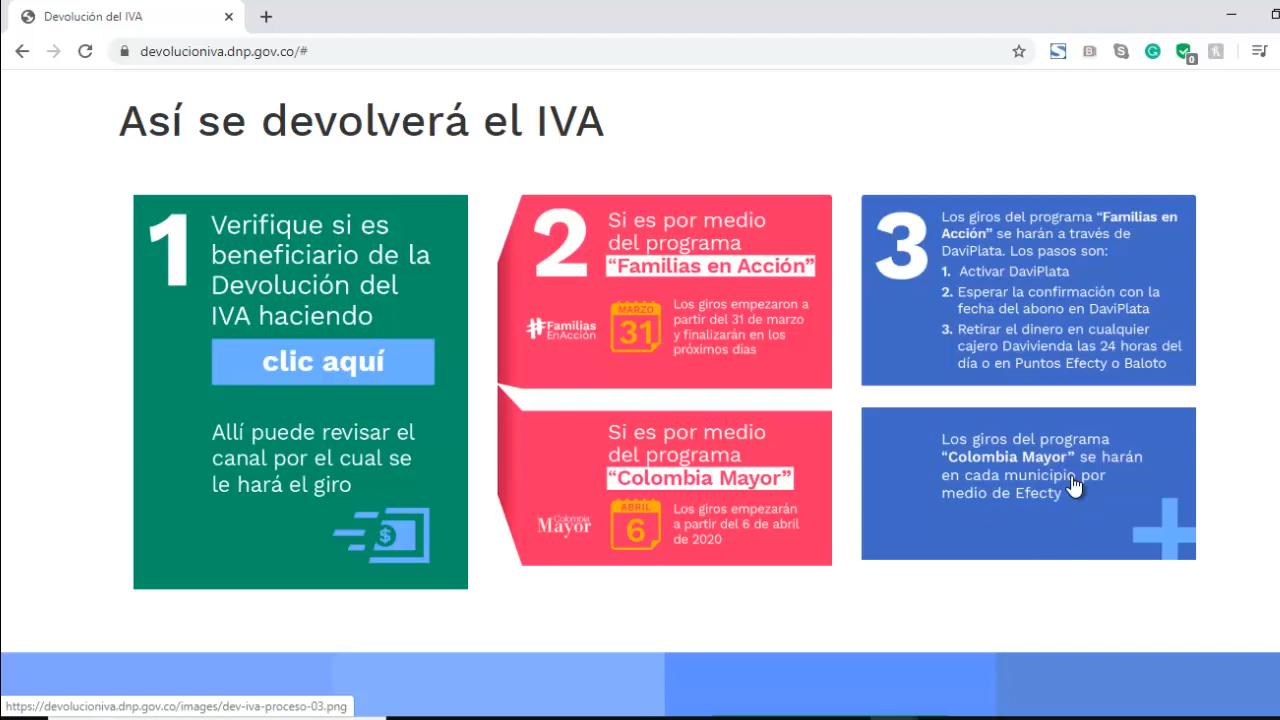 Devolución del IVA
devolucioniva.dnp.gov.co/#
0
Así se devolverá el IVA
1
Verifique si es
beneficiario de la
Devolución del
IVA haciendo
clic aquí
Allí puede revisar el
canal por el cual se
le hará el giro
$
2
Si es por medio
del programa
“Familias en Acción”
#Familias
EnAcción
MARZO
31
Los giros empezaron a
partir del 31 de marzo
y finalizarán en los
próximos días
Si es por medio
del programa
“Colombia Mayor”
Colombia
Mayor
ABRIL
6
Los giros empezarán
a partir del 6 de abril
de 2020
3
Los giros del programa “Familias en
Acción” se harán a través de
DaviPlata. Los pasos son:
1. Activar DaviPlata
2. Esperar la confirmación con la
fecha del abono en DaviPlata
3. Retirar el dinero en cualquier
cajero Davivienda las 24 horas del
día o en Puntos Efecty o Baloto
Los giros del programa
“Colombia Mayor” se harán
en cada municipio por
medio de Efecty
https://devolucioniva.dnp.gov.co/images/dev-iva-proceso-03.png